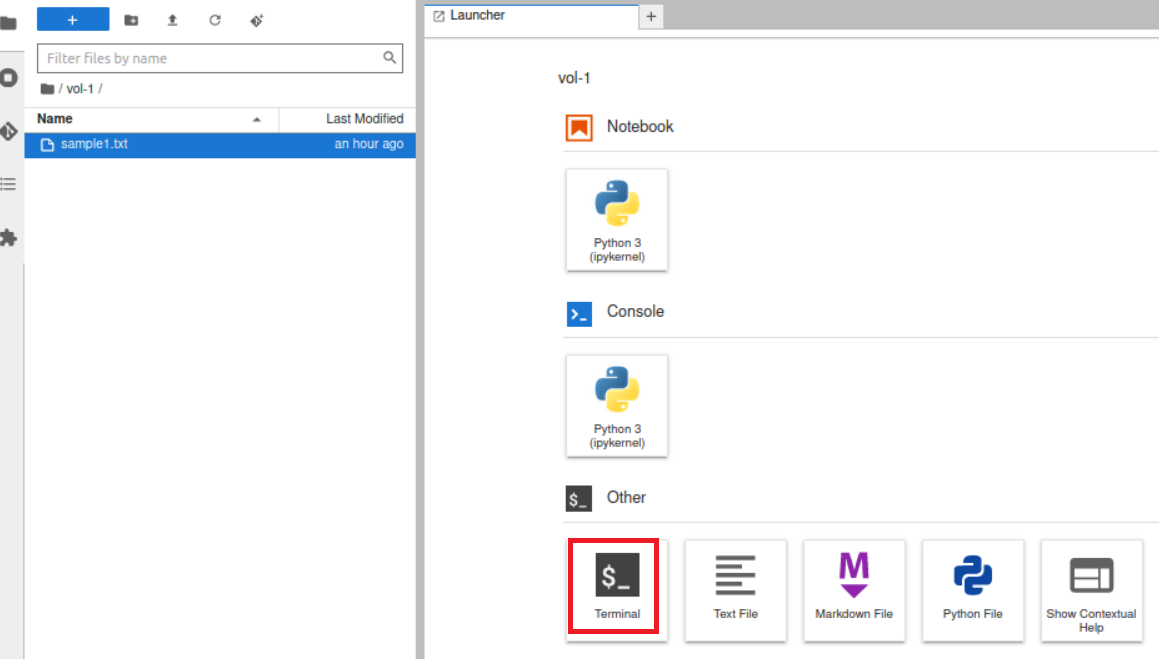 Launcher
Filter files by name
/ vol-1 /
Name
Last Modified
sample1.txt
an hour ago
vol-1
Notebook
Python 3
(ipykernel)
Console
Python 3
(ipykernel)
$_
Other
$_
Terminal
Text File
M
Markdown File
Python File
Show Contextual
Help